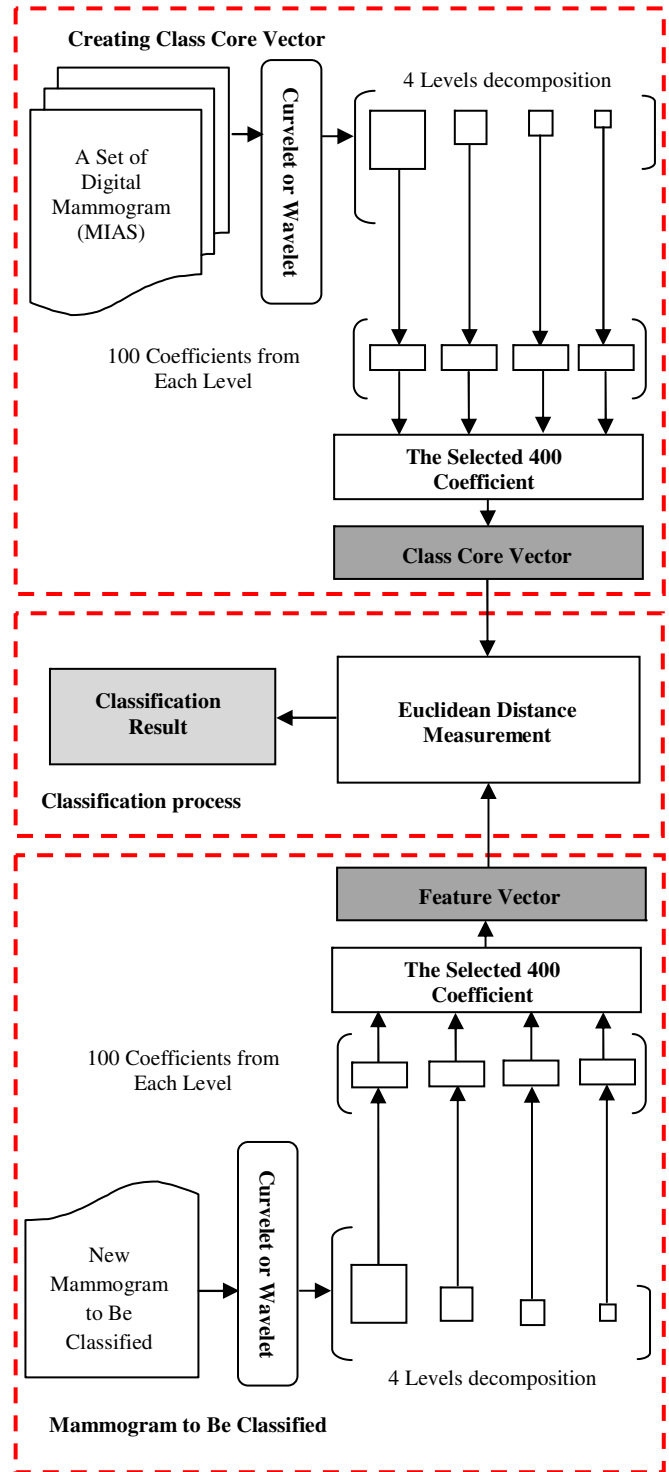 Creating Class Core Vector
4 Levels decomposition
A Set of
Digital
Mammogram
(MIAS)
Curvelet or Wavelet
100 Coefficients from
Each Level
The Selected 400
Coefficient
Class Core Vector
Classification
Result
Euclidean Distance
Measurement
Classification process
Feature Vector
The Selected 400
Coefficient
100 Coefficients from
Each Level
New
Mammogram
to Be
Classified
Curvelet or Wavelet
4 Levels decomposition
Mammogram to Be Classified